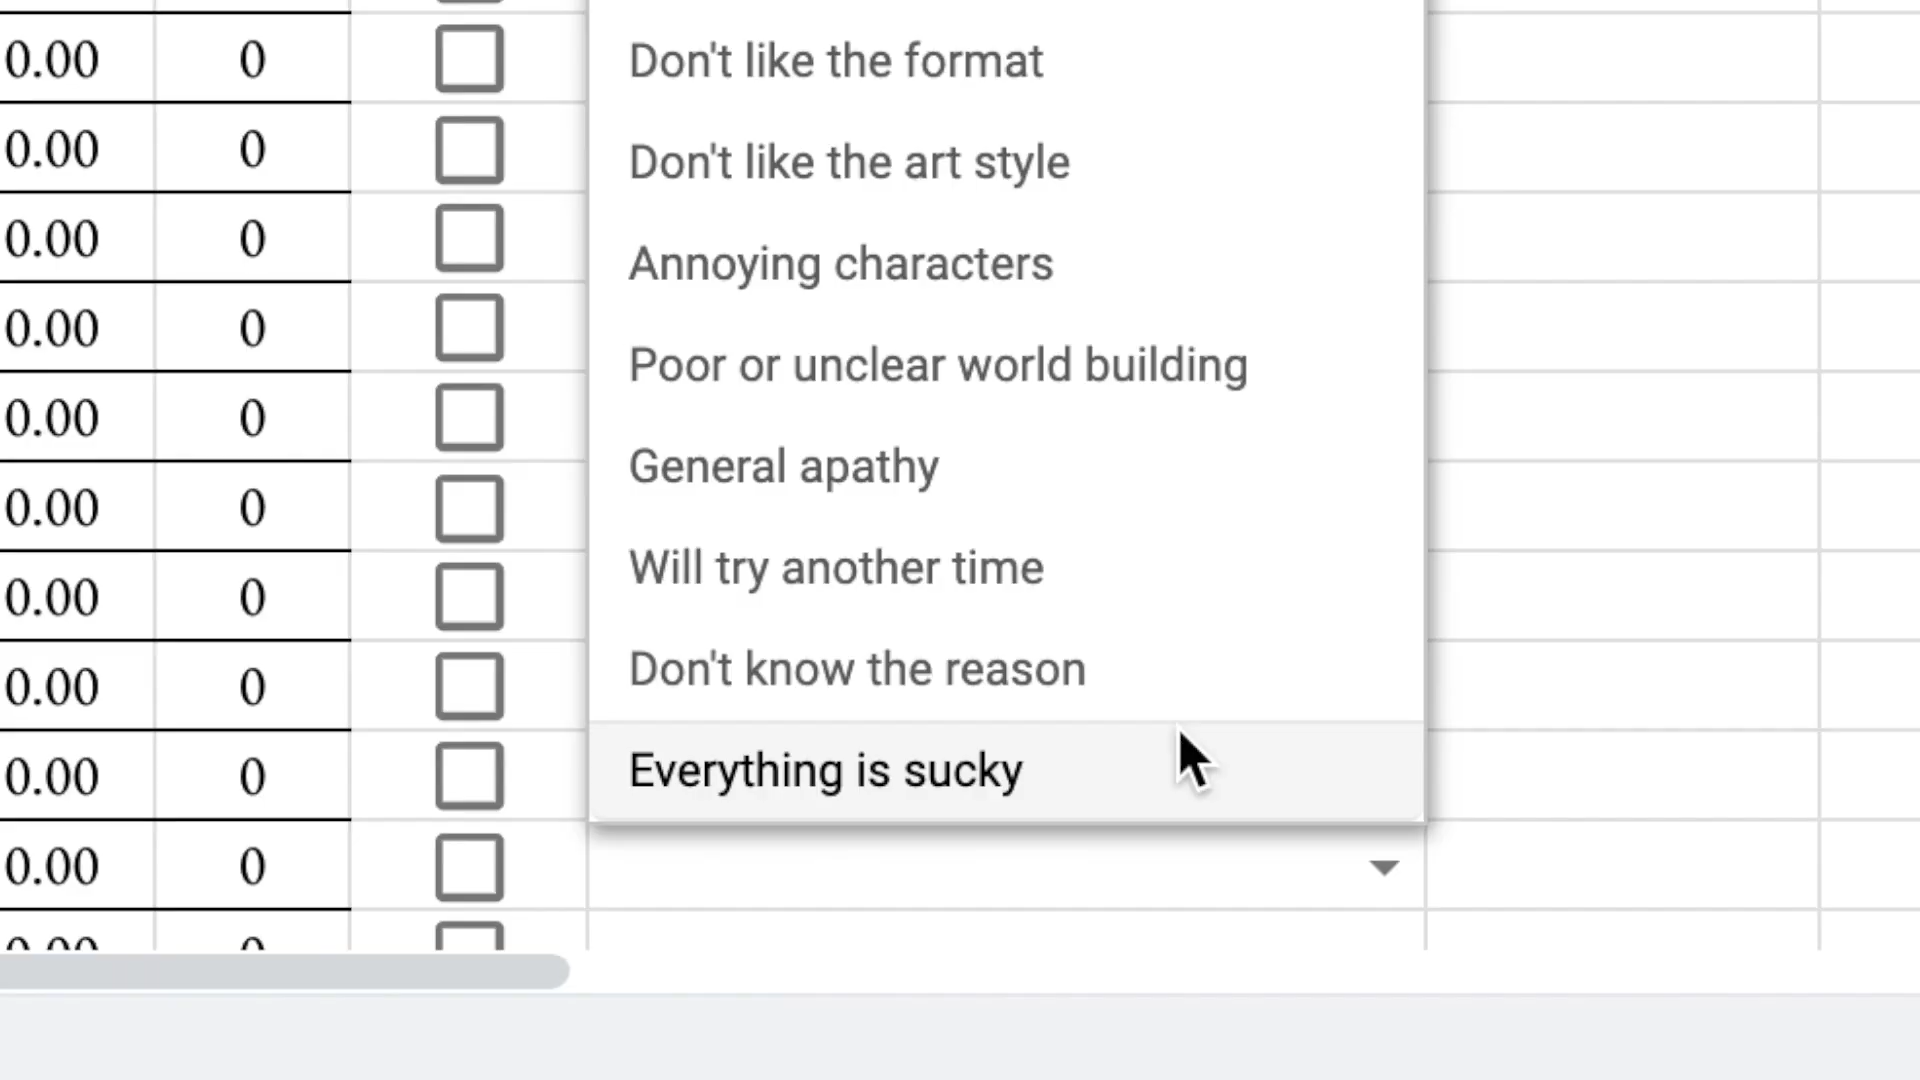 0.00 0 Don't like the format
0.00 0 Don't like the art style
0.00 0 Annoying characters
0.00 0 Poor or unclear world building
0.00 0 General apathy
0.00 0 Will try another time
0.00 0 Don't know the reason
0.00 0 Everything is sucky
0.00 0
0.00 0
0.00 0